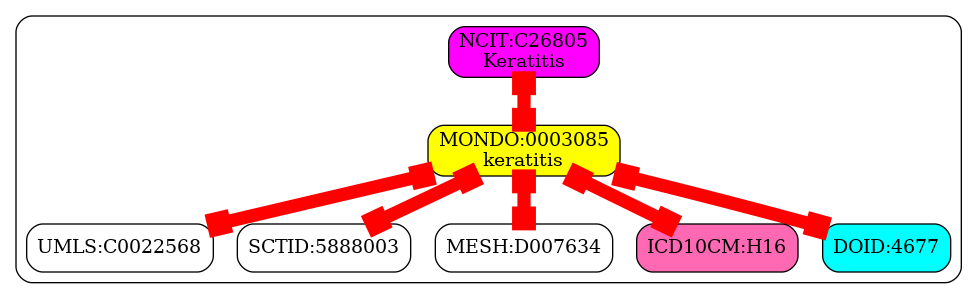 NCIT:C26805
Keratitis
MONDO:0003085
keratitis
UMLS:C0022568
SCTID:5888003
MESH:D007634
ICD10CM:H16
DOID:4677